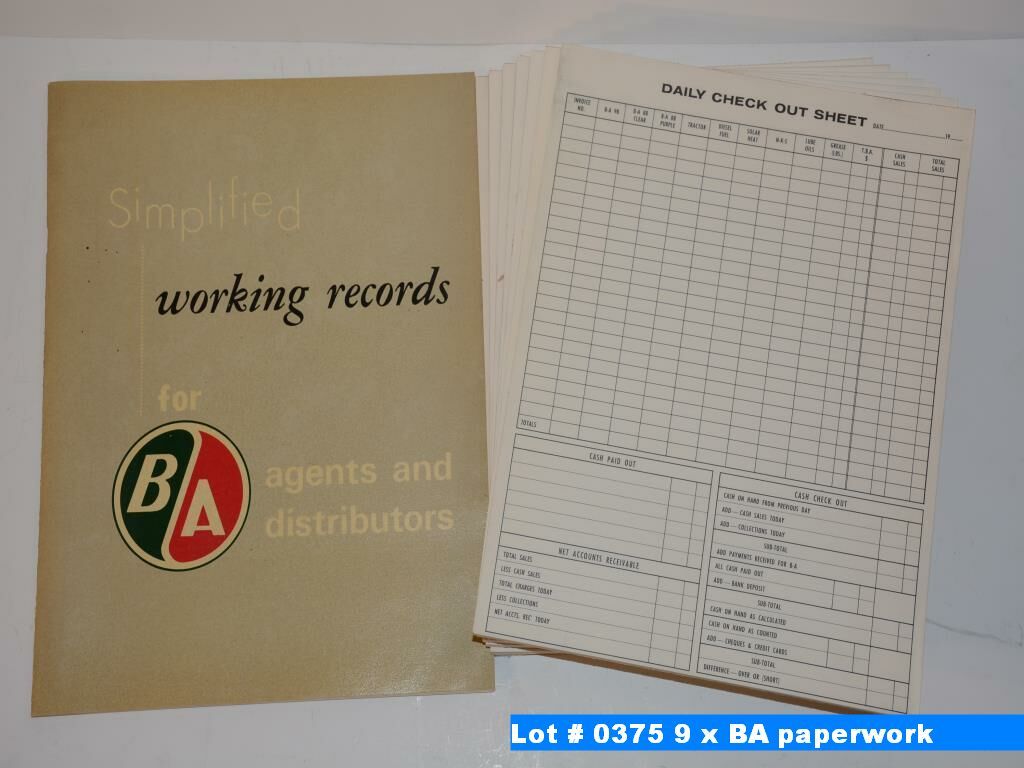 Simplified
working records
for
BA
agents and
distributors
DAILY CHECK OUT SHEET
DATE 19
INVOICE NO.
B-A 98
B-A 88 CLEAR
B-A 88 PURPLE
TRACTOR
DIESEL FUEL
SOLAR HEAT
LUBE OILS
GREASE (LBS.)
T.B.A. $
CASH SALES
TOTAL SALES
TOTALS
CASH PAID OUT
NET ACCOUNTS RECEIVABLE
TOTAL SALES
LESS CASH SALES
TOTAL CHARGES TODAY
LESS COLLECTIONS
NET ACCTS. REC' TODAY
CASH CHECK OUT
CASH ON HAND FROM PREVIOUS DAY
ADD — CASH SALES TODAY
ADD — COLLECTIONS TODAY
SUB-TOTAL
ADD PAYMENTS RECEIVED FOR B-A
ALL CASH PAID OUT
ADD — BANK DEPOSIT
SUB-TOTAL
CASH ON HAND AS CALCULATED
CASH ON HAND AS COUNTED
ADD — CHEQUES & CREDIT CARDS
SUB-TOTAL
DIFFERENCE — OVER OR (SHORT)
Lot # 0375 9 x BA paperwork